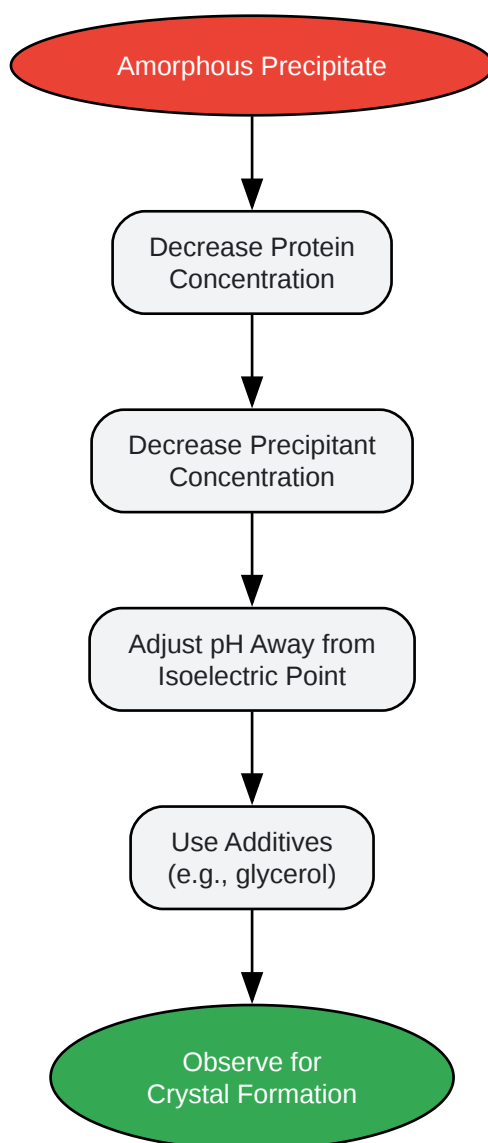 Amorphous Precipitate
Decrease Protein
Concentration
Decrease Precipitant
Concentration
Adjust pH Away from
Isoelectric Point
Use Additives
(e.g., glycerol)
Observe for
Crystal Formation